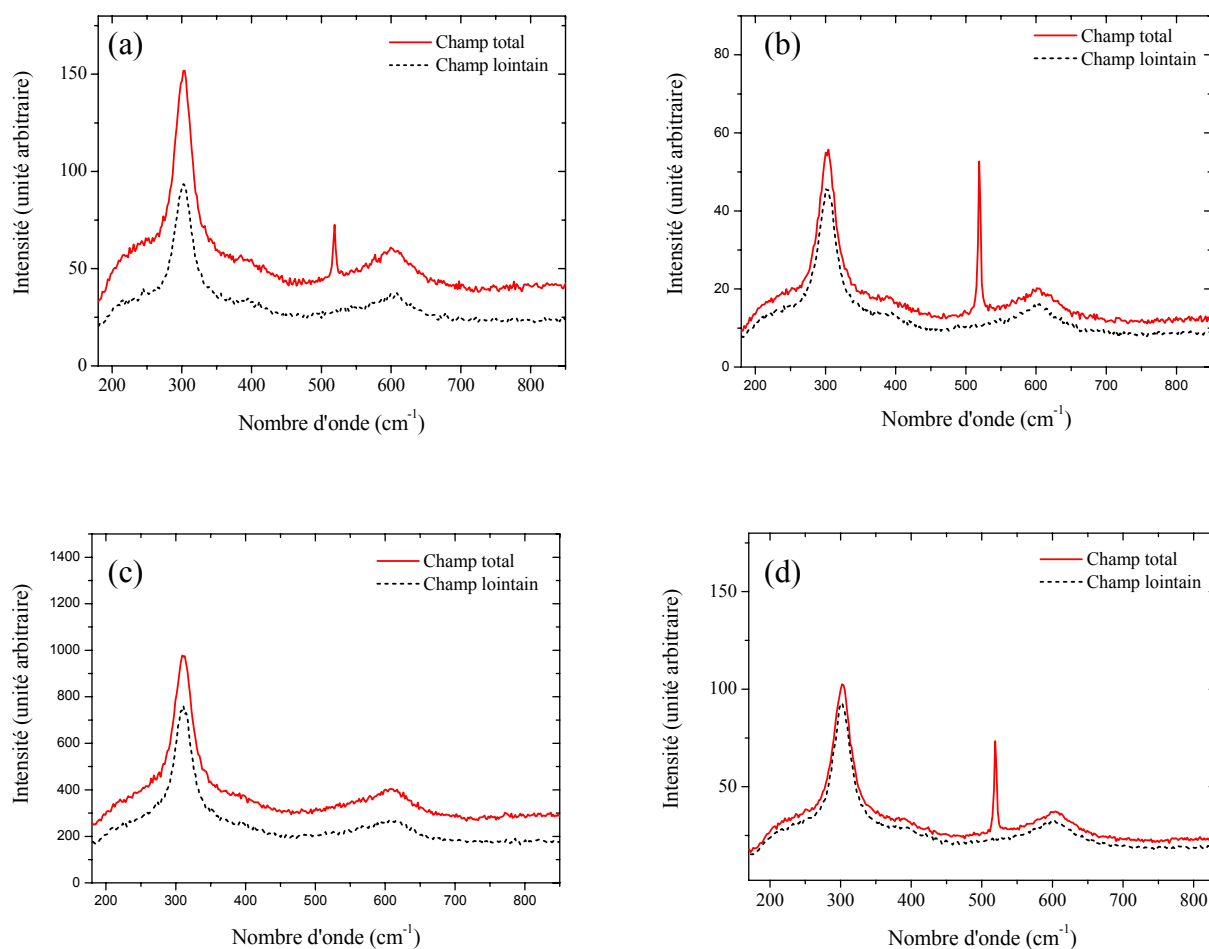 (a)
Champ total
Champ lointain
150
100
50
0
200 300 400 500 600 700 800
Intensité (unité arbitraire)
Nombre d'onde (cm-1)
(b)
Champ total
Champ lointain
80
60
40
20
0
200 300 400 500 600 700 800
Intensité (unité arbitraire)
Nombre d'onde (cm-1)
(c)
Champ total
Champ lointain
1400
1200
1000
800
600
400
200
0
200 300 400 500 600 700 800
Intensité (unité arbitraire)
Nombre d'onde (cm-1)
(d)
Champ total
Champ lointain
150
100
50
200 300 400 500 600 700 800
Intensité (unité arbitraire)
Nombre d'onde (cm-1)